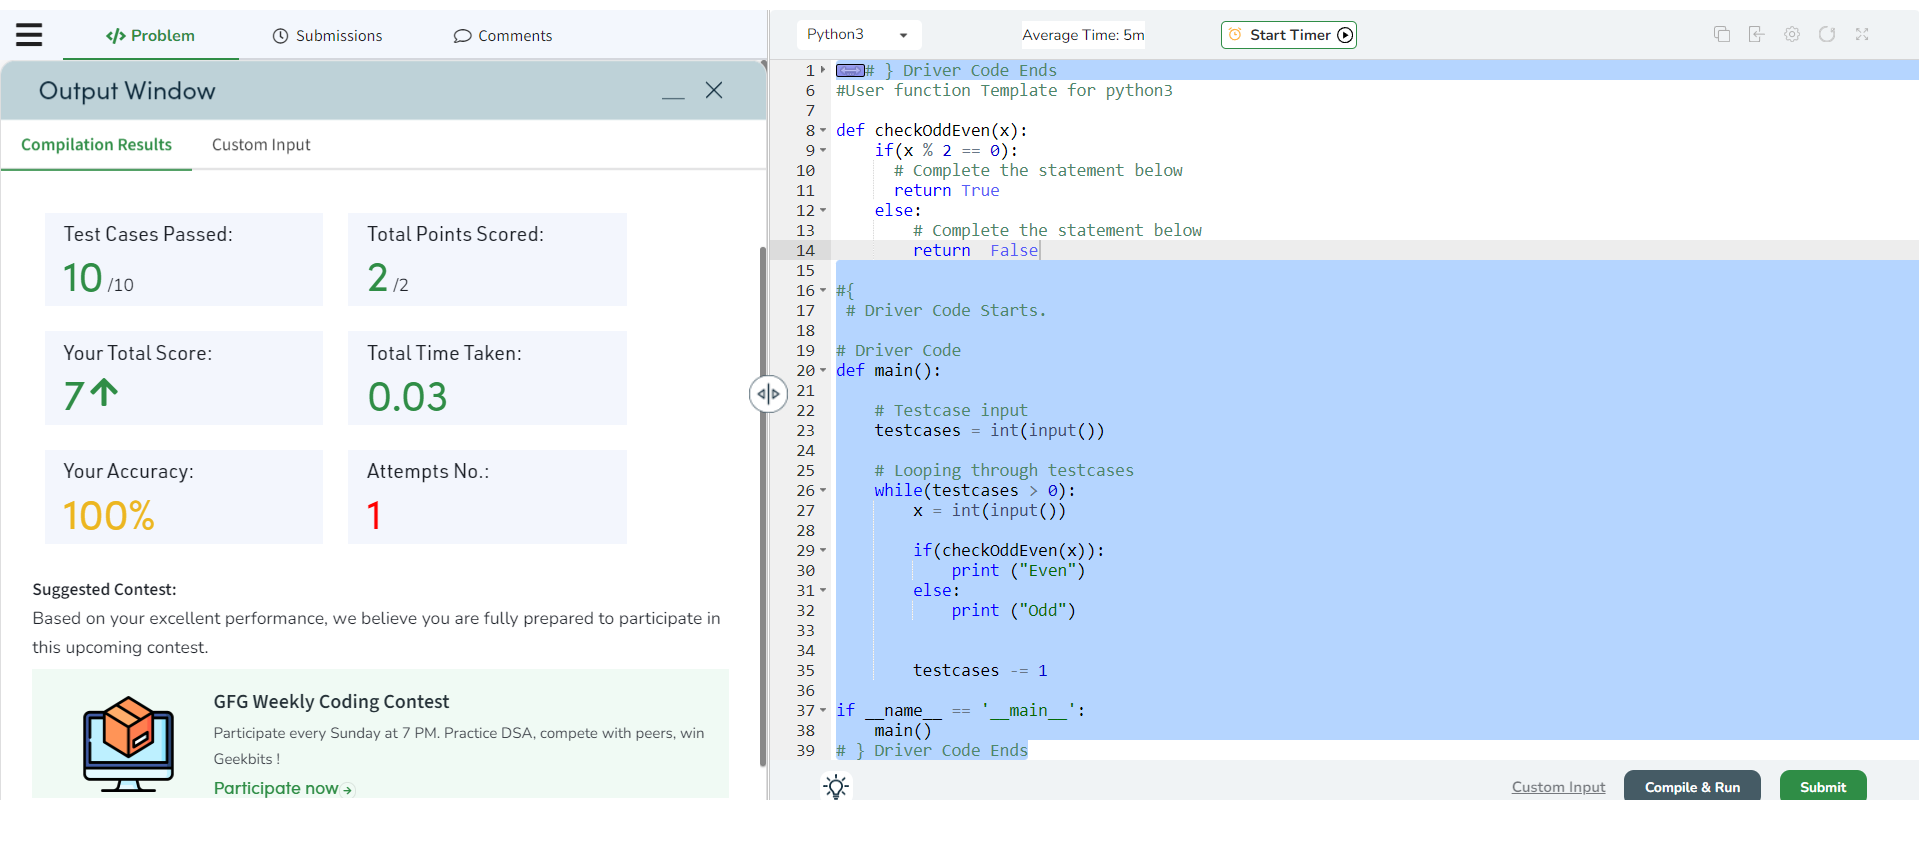 Problem
Submissions
Comments
Output Window
Compilation Results
Custom Input
Test Cases Passed:
10 /10
Total Points Scored:
2 /2
Your Total Score:
7
Total Time Taken:
0.03
Your Accuracy:
100%
Attempts No.:
1
Suggested Contest:
Based on your excellent performance, we believe you are fully prepared to participate in
this upcoming contest.
GFG Weekly Coding Contest
Participate every Sunday at 7 PM. Practice DSA, compete with peers, win
Geekbits !
Participate now
Python3
Average Time: 5m
Start Timer
1 # } Driver Code Ends
6 #User function Template for python3
7
8 def checkOddEven(x):
9     if(x % 2 == 0):
10       # Complete the statement below
11       return True
12     else:
13         # Complete the statement below
14         return  False
15
16 #{
17  # Driver Code Starts.
18
19 # Driver Code
20 def main():
21
22     # Testcase input
23     testcases = int(input())
24
25     # Looping through testcases
26     while(testcases > 0):
27         x = int(input())
28
29         if(checkOddEven(x)):
30             print ("Even")
31         else:
32             print ("Odd")
33
34
35         testcases -= 1
36
37 if __name__ == '__main__':
38     main()
39 # } Driver Code Ends
Custom Input
Compile & Run
Submit